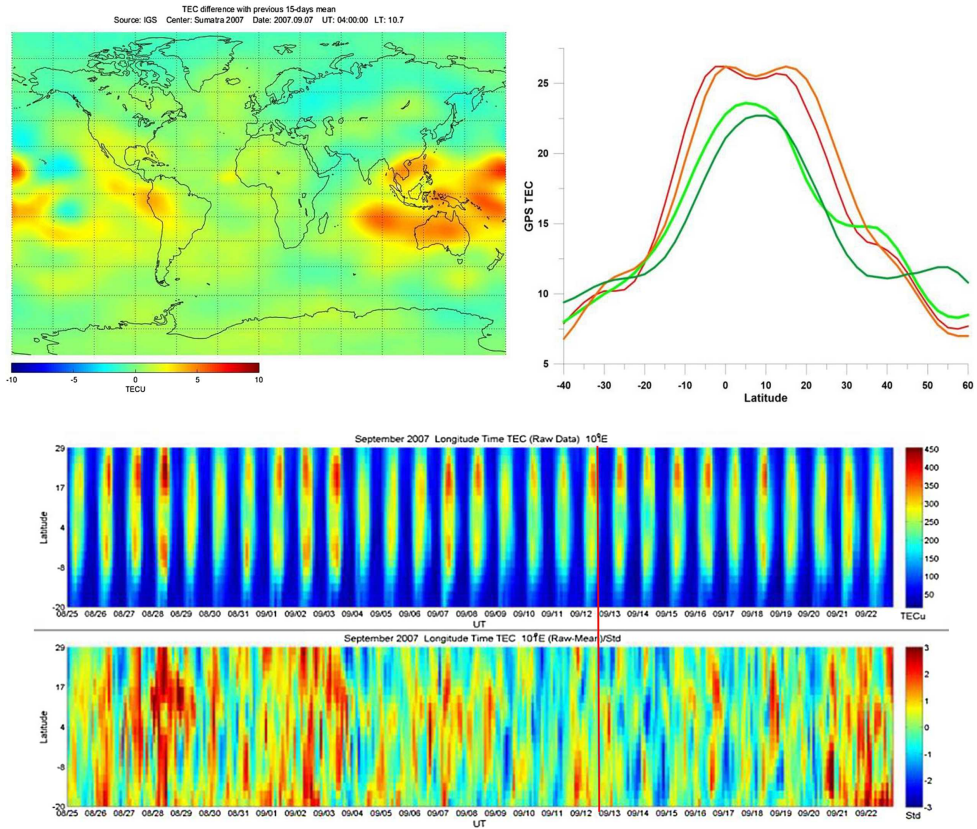 TEC difference with previous 15-days mean
Source: IGS Center: Sumatra 2007 Date: 2007.09.07 UT: 04:00:00 LT: 10.7
-10 -5 0 5 10
TECU
25
20
15
10
5
GPS TEC
-40 -30 -20 -10 0 10 20 30 40 50 60
Latitude
September 2007 Longitude Time TEC (Raw Data) 10°E
29
17
4
-8
-20
Latitude
08/25 08/26 08/27 08/28 08/29 08/30 08/31 09/01 09/02 09/03 09/04 09/05 09/06 09/07 09/08 09/09 09/10 09/11 09/12 09/13 09/14 09/15 09/16 09/17 09/18 09/19 09/20 09/21 09/22
UT
450
400
350
300
250
200
150
100
50
TECu
September 2007 Longitude Time TEC 10°E (Raw-Mean)/Std
29
17
4
-8
-20
Latitude
08/25 08/26 08/27 08/28 08/29 08/30 08/31 09/01 09/02 09/03 09/04 09/05 09/06 09/07 09/08 09/09 09/10 09/11 09/12 09/13 09/14 09/15 09/16 09/17 09/18 09/19 09/20 09/21 09/22
UT
3
2
1
0
-1
-2
-3
Std